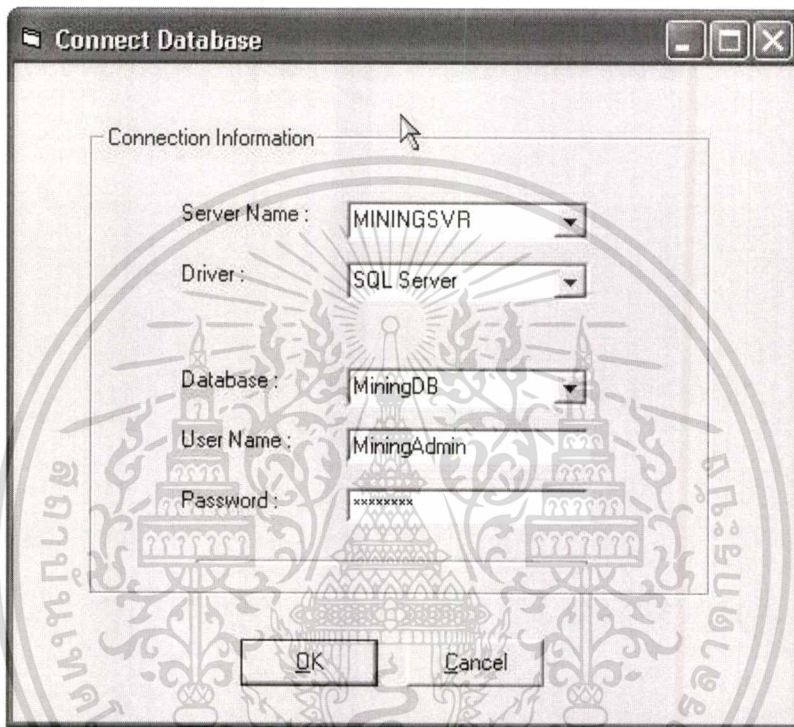 Connect Database
Connection Information
Server Name :
MININGSVR
Driver :
SQL Server
Database :
MiningDB
User Name :
MiningAdmin
Password :
xxxxxxxx
OK
Cancel